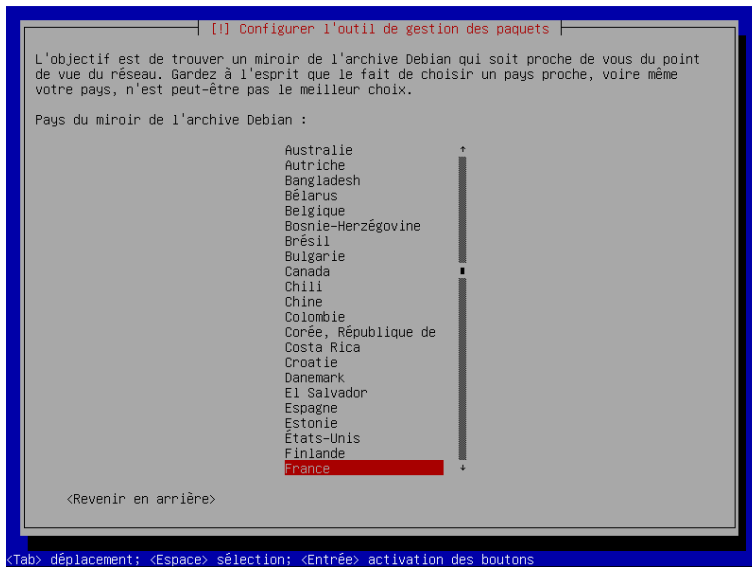 [!] Configurer l'outil de gestion des paquets
L'objectif est de trouver un miroir de l'archive Debian qui soit proche de vous du point
de vue du réseau. Gardez à l'esprit que le fait de choisir un pays proche, voire même
votre pays, n'est peut-être pas le meilleur choix.
Pays du miroir de l'archive Debian :
Australie
Autriche
Bangladesh
Bélarus
Belgique
Bosnie-Herzégovine
Brésil
Bulgarie
Canada
Chili
Chine
Colombie
Corée, République de
Costa Rica
Croatie
Danemark
El Salvador
Espagne
Estonie
États-Unis
Finlande
France
<Revenir en arrière>
<Tab> déplacement; <Espace> sélection; <Entrée> activation des boutons